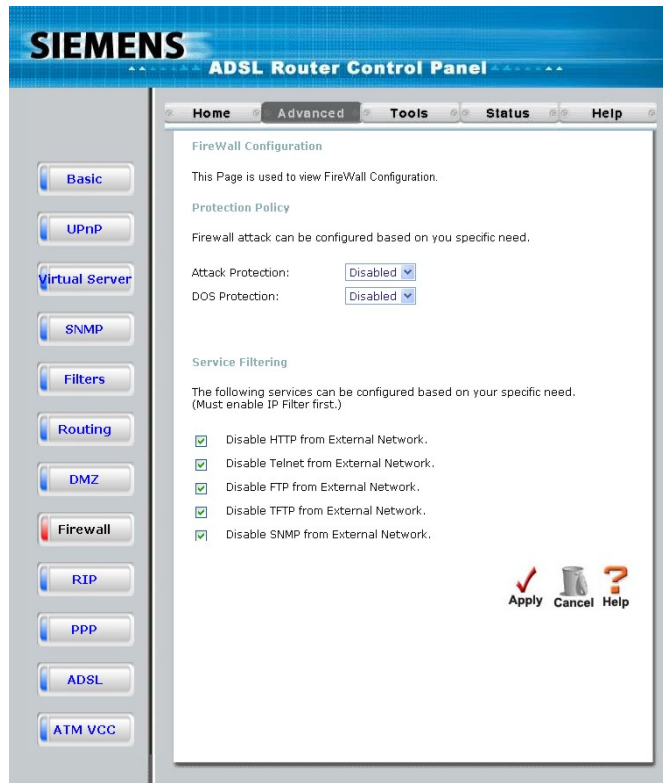 SIEMENS
ADSL Router Control Panel
Home Advanced Tools Status Help
Basic
UPnP
Virtual Server
SNMP
Filters
Routing
DMZ
Firewall
RIP
PPP
ADSL
ATM VCC
FireWall Configuration
This Page is used to view FireWall Configuration.
Protection Policy
Firewall attack can be configured based on you specific need.
Attack Protection: Disabled
DOS Protection: Disabled
Service Filtering
The following services can be configured based on your specific need.
(Must enable IP Filter first.)
Disable HTTP from External Network.
Disable Telnet from External Network.
Disable FTP from External Network.
Disable TFTP from External Network.
Disable SNMP from External Network.
Apply Cancel Help